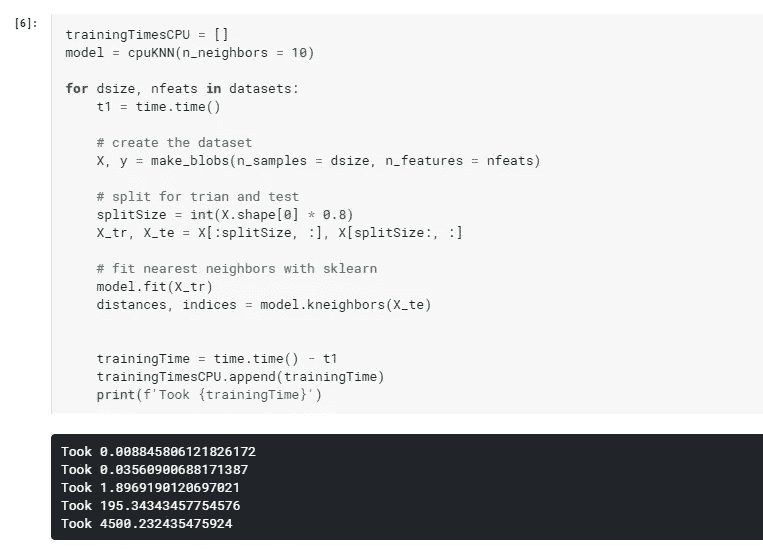 [6]:
trainingTimesCPU = []
model = cpuKNN(n_neighbors = 10)
for dsize, nfeats in datasets:
t1 = time.time()
# create the dataset
X, y = make_blobs(n_samples = dsize, n_features = nfeats)
# split for trian and test
splitSize = int(X.shape[0] * 0.8)
X_tr, X_te = X[:splitSize, :], X[splitSize:, :]
# fit nearest neighbors with sklearn
model.fit(X_tr)
distances, indices = model.kneighbors(X_te)
trainingTime = time.time() - t1
trainingTimesCPU.append(trainingTime)
print(f'Took {trainingTime}')
Took 0.008845806121826172
Took 0.03560900688171387
Took 1.8969190120697021
Took 195.34343457754576
Took 4500.232435475924